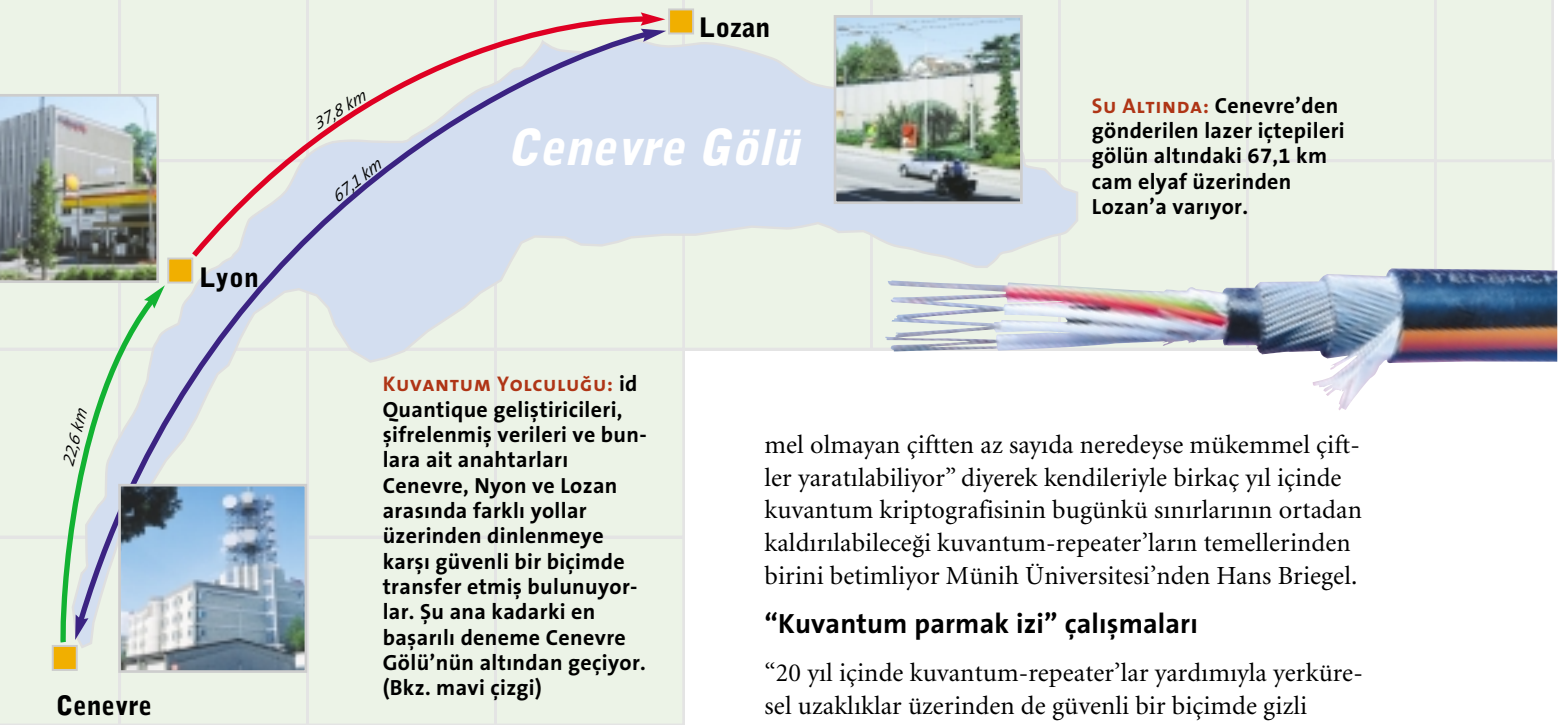 Lozan
37,8 km
67,1 km
Cenevre Gölü
Lyon
22,6 km
Cenevre
SU ALTINDA: Cenevre’den
gönderilen lazer içtepileri
gölün altındaki 67,1 km
cam elyaf üzerinden
Lozan’a varıyor.
KUVANTUM YOLCULUĞU: id
Quantique geliştiricileri,
şifrelenmiş verileri ve bun-
lara ait anahtarları
Cenevre, Nyon ve Lozan
arasında farklı yollar
üzerinden dinlenmeye
karşı güvenli bir biçimde
transfer etmiş bulunuyor-
lar. Şu ana kadarki en
başarılı deneme Cenevre
Gölü’nün altından geçiyor.
(Bkz. mavi çizgi)
mel olmayan çiftten az sayıda neredeyse mükemmel çift-
ler yaratılabiliyor” diyerek kendileriyle birkaç yıl içinde
kuvantum kriptografisinin bugünkü sınırlarının ortadan
kaldırılabileceği kuvantum-repeater’ların temellerinden
birini betimliyor Münih Üniversitesi’nden Hans Briegel.
“Kuvantum parmak izi” çalışmaları
“20 yıl içinde kuvantum-repeater’lar yardımıyla yerküre-
sel uzaklıklar üzerinden de güvenli bir biçimde gizli